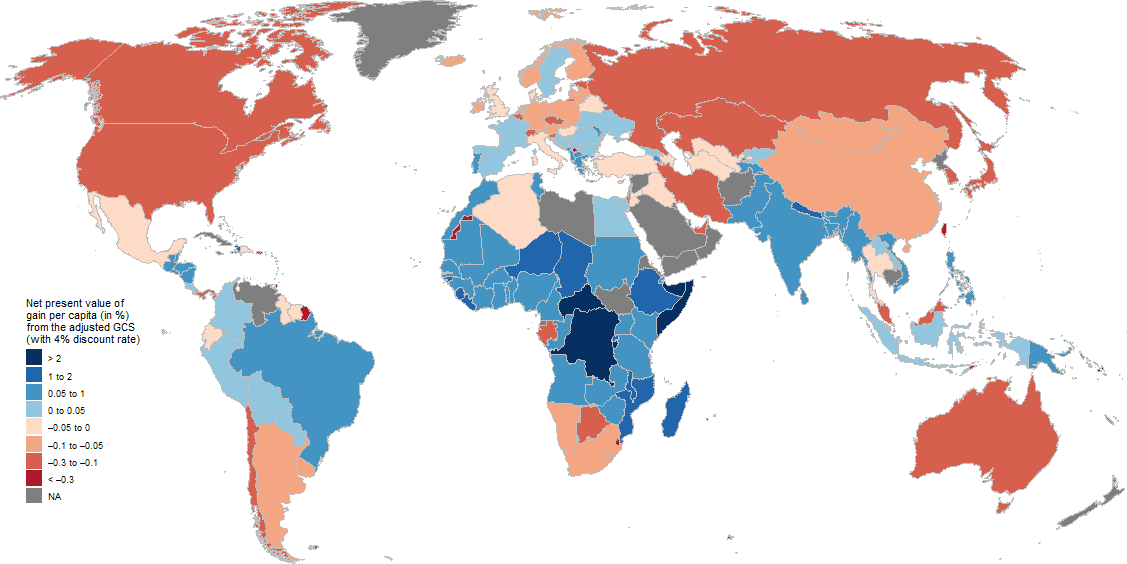 Net present value of
gain per capita (in %)
from the adjusted GCS
(with 4% discount rate)
> 2
1 to 2
0.05 to 1
0 to 0.05
–0.05 to 0
–0.1 to –0.05
–0.3 to –0.1
< –0.3
NA